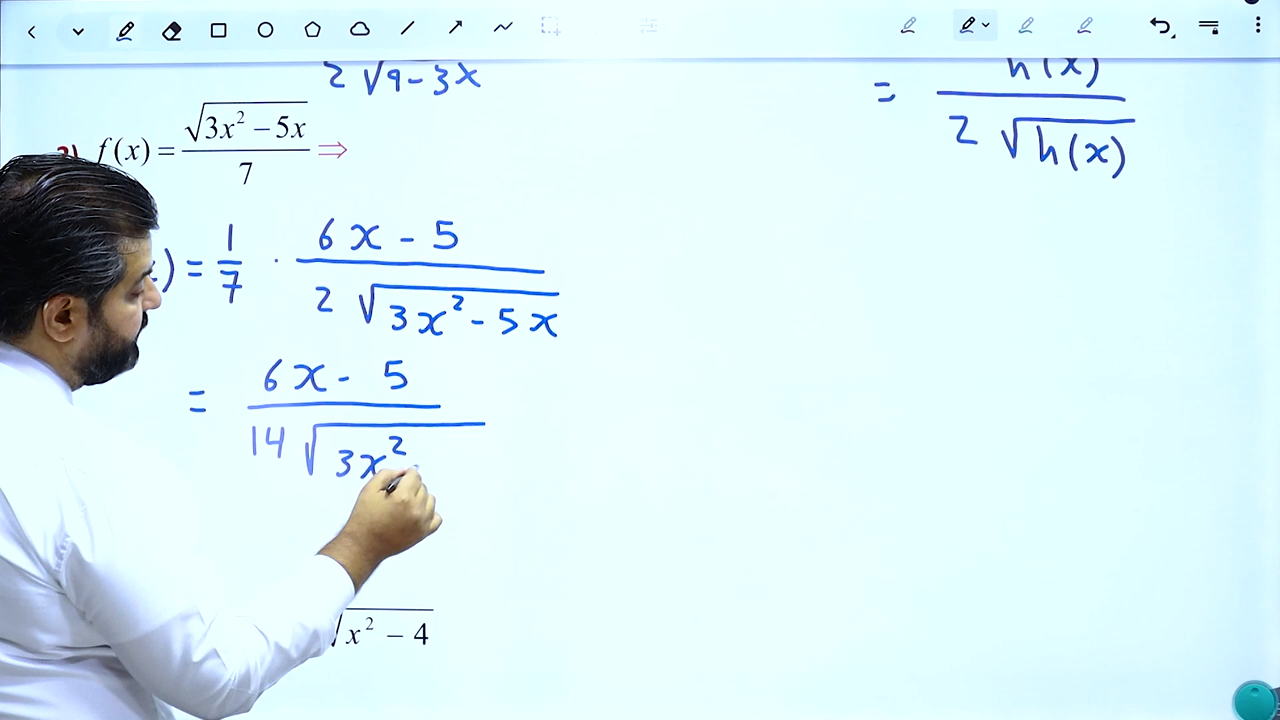 2 √9 - 3x
= h(x) / 2 √h(x)
f(x) = √3x² − 5x / 7 ⇒
) = 1/7 · 6x - 5 / 2 √3x² - 5x
= 6x - 5 / 14 √3x²
√x² − 4